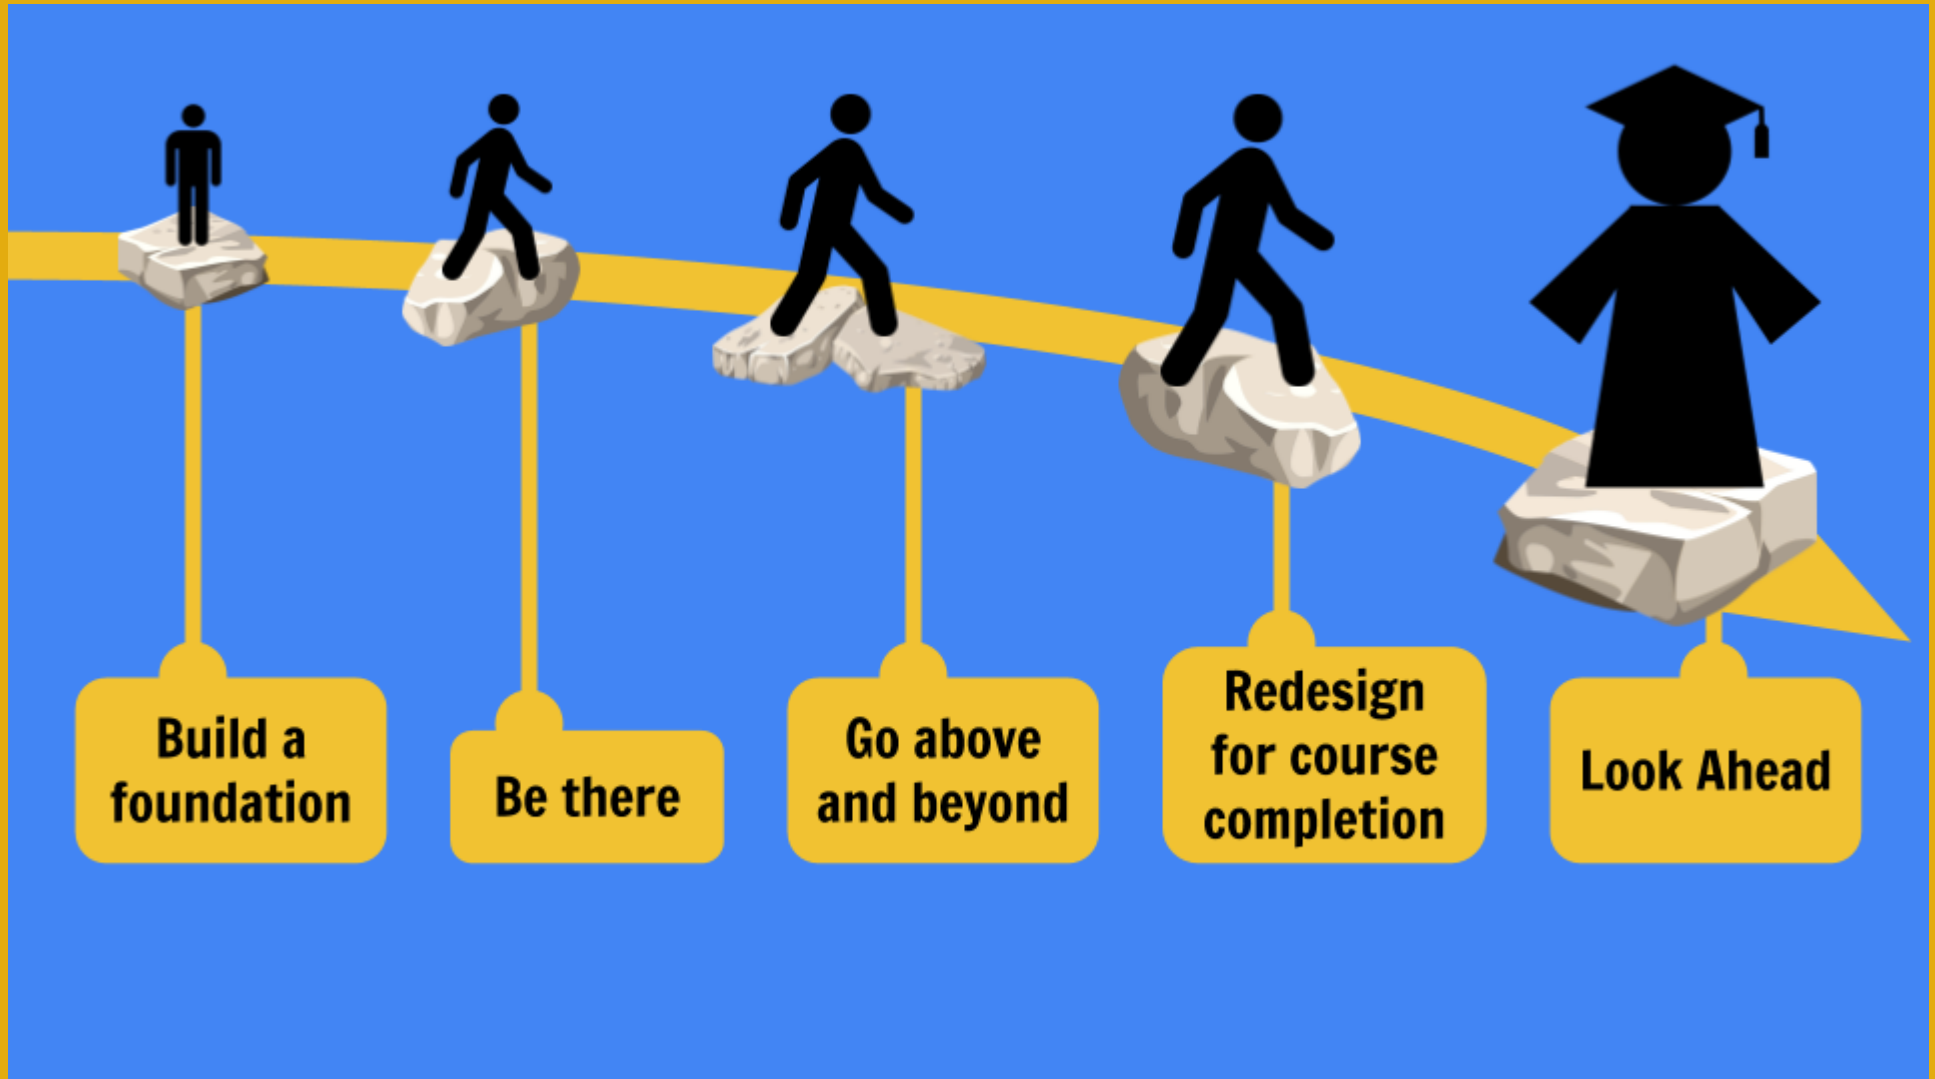 Build a
foundation
Be there
Go above
and beyond
Redesign
for course
completion
Look Ahead